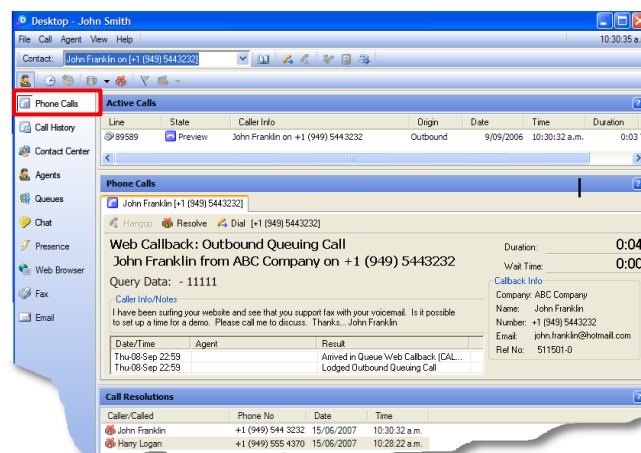 Desktop - John Smith
File Call Agent View Help
10:30:35 a.
Contact: John Franklin on [+1 (949) 5443232]
Phone Calls
Call History
Contact Center
Agents
Queues
Chat
Presence
Web Browser
Fax
Email
Active Calls
Line State Caller Info Origin Date Time Duration
89589 Preview John Franklin on +1 (949) 5443232 Outbound 9/09/2006 10:30:32 a.m. 0:03
Phone Calls
John Franklin [+1 (949) 5443232]
Hangup Resolve Dial [+1 (949) 5443232]
Web Callback: Outbound Queuing Call
John Franklin from ABC Company on +1 (949) 5443232
Query Data: - 11111
Duration: 0:04
Wait Time: 0:00
Caller Info/Notes
I have been surfing your website and see that you support fax with your voicemail. Is it possible
to set up a time for a demo. Please call me to discuss. Thanks... John Franklin
Callback Info
Company: ABC Company
Name: John Franklin
Number: +1 (949) 5443232
Email: john.franklin@hotmaill.com
Ref No: 511501-0
Date/Time Agent Result
Thu-08-Sep 22:59 Arrived in Queue Web Callback (CAL...
Thu-08-Sep 22:59 Lodged Outbound Queuing Call
Call Resolutions
Caller/Called Phone No Date Time
John Franklin +1 (949) 544 3232 15/06/2007 10:30:32 a.m.
Harry Logan +1 (949) 555 4370 15/06/2007 10:28:22 a.m.